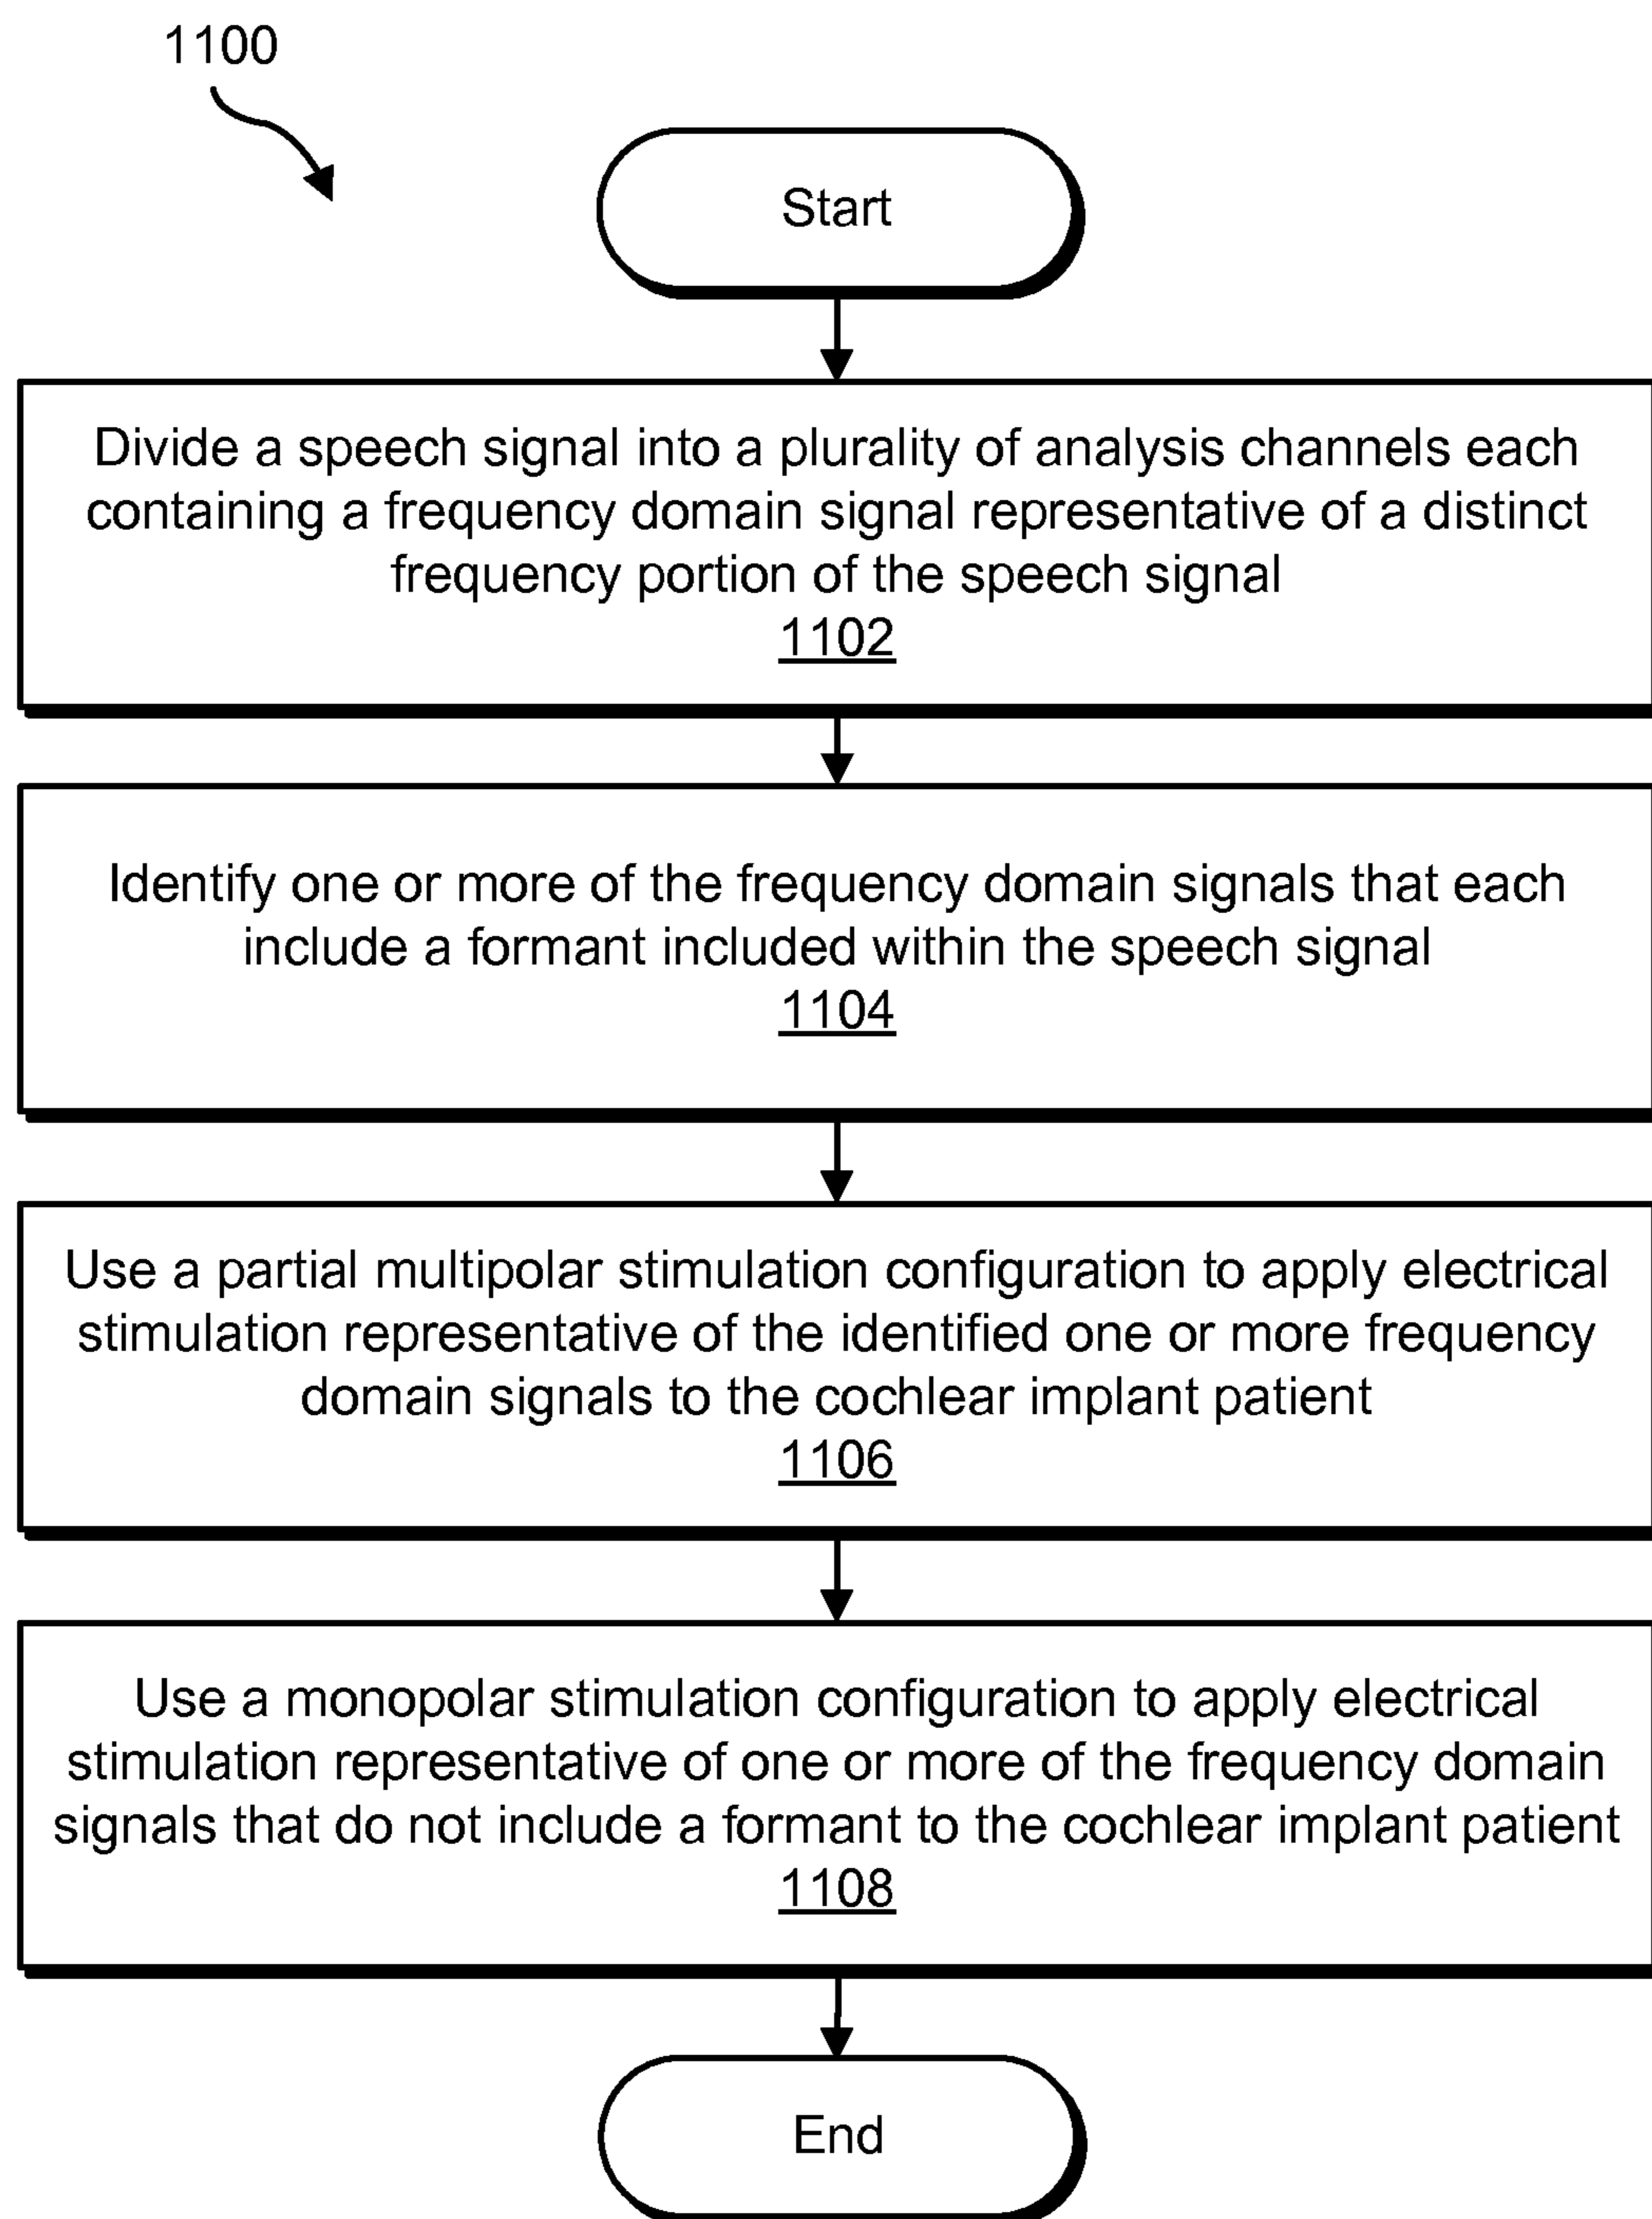 1100
Start
Divide a speech signal into a plurality of analysis channels each
containing a frequency domain signal representative of a distinct
frequency portion of the speech signal
1102
Identify one or more of the frequency domain signals that each
include a formant included within the speech signal
1104
Use a partial multipolar stimulation configuration to apply electrical
stimulation representative of the identified one or more frequency
domain signals to the cochlear implant patient
1106
Use a monopolar stimulation configuration to apply electrical
stimulation representative of one or more of the frequency domain
signals that do not include a formant to the cochlear implant patient
1108
End